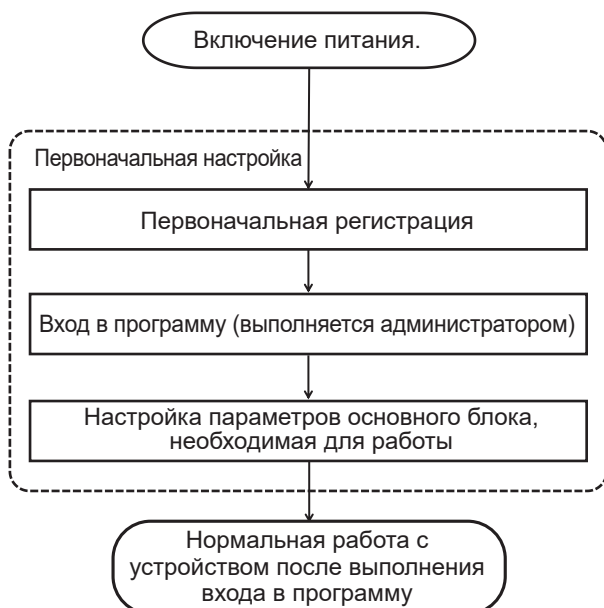 Включение питания.
Первоначальная настройка
Первоначальная регистрация
Вход в программу (выполняется администратором)
Настройка параметров основного блока,
необходимая для работы
Нормальная работа с
устройством после выполнения
входа в программу